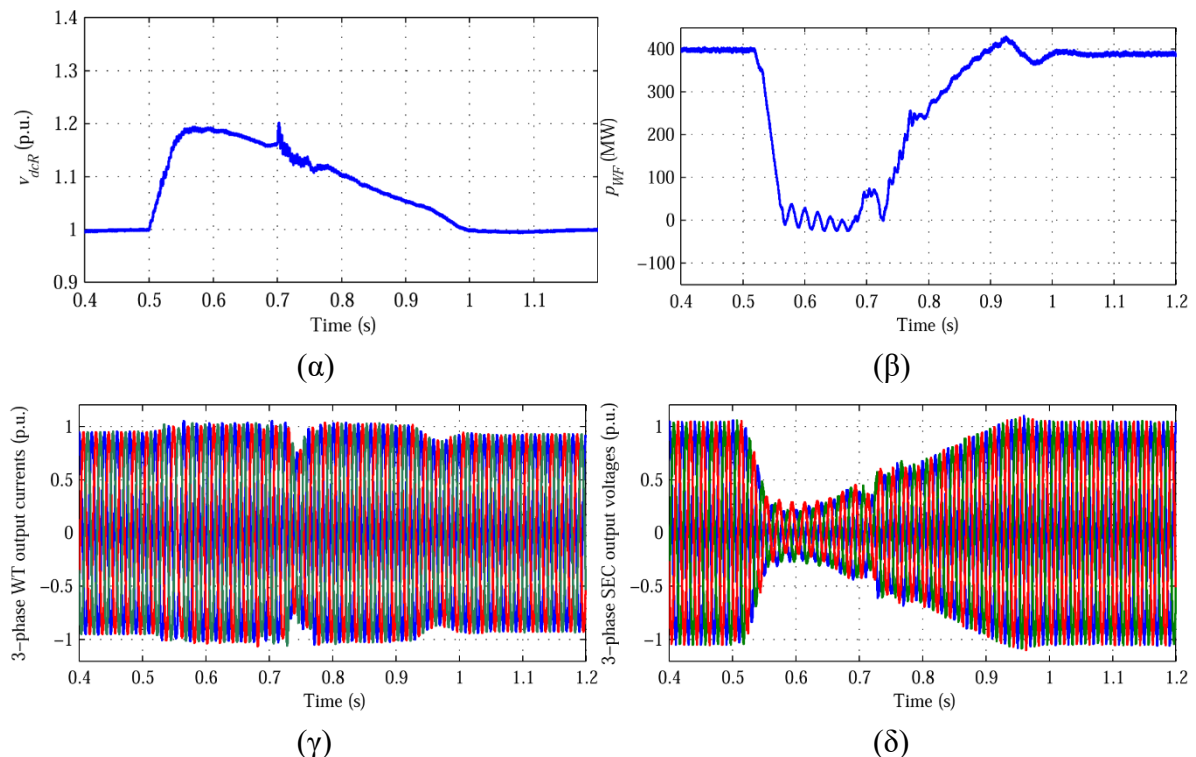 1.4
1.3
1.2
1.1
1
0.9
v_dcR (p.u.)
0.4 0.5 0.6 0.7 0.8 0.9 1 1.1
Time (s)
(α)
400
300
200
100
0
−100
p_WF (MW)
0.4 0.5 0.6 0.7 0.8 0.9 1 1.1 1.2
Time (s)
(β)
3−phase WT output currents (p.u.)
1
0.5
0
−0.5
−1
0.4 0.5 0.6 0.7 0.8 0.9 1 1.1 1.2
Time (s)
(γ)
3−phase SEC output voltages (p.u.)
1
0.5
0
−0.5
−1
0.4 0.5 0.6 0.7 0.8 0.9 1 1.1 1.2
Time (s)
(δ)